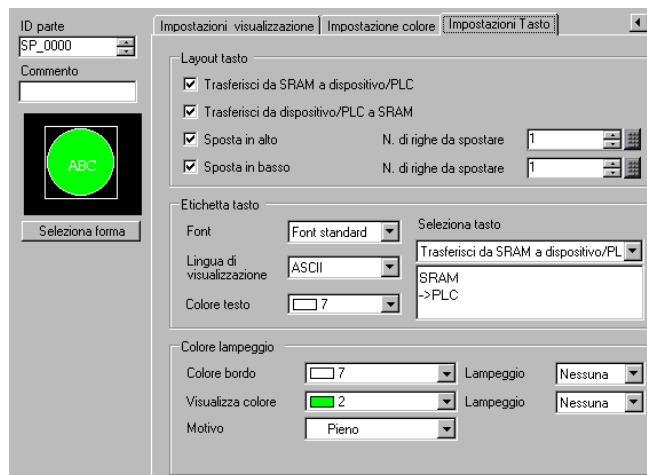 ID parte
SP_0000
Commento
ABC
Seleziona forma
Impostazioni visualizzazione
Impostazione colore
Impostazioni Tasto
Layout tasto
Trasferisci da SRAM a dispositivo/PLC
Trasferisci da dispositivo/PLC a SRAM
Sposta in alto N. di righe da spostare 1
Sposta in basso N. di righe da spostare 1
Etichetta tasto
Font Font standard
Lingua di visualizzazione ASCII
Colore testo 7
Seleziona tasto
Trasferisci da SRAM a dispositivo/PL
SRAM
->PLC
Colore lampeggio
Colore bordo 7 Lampeggio Nessuna
Visualizza colore 2 Lampeggio Nessuna
Motivo Pieno